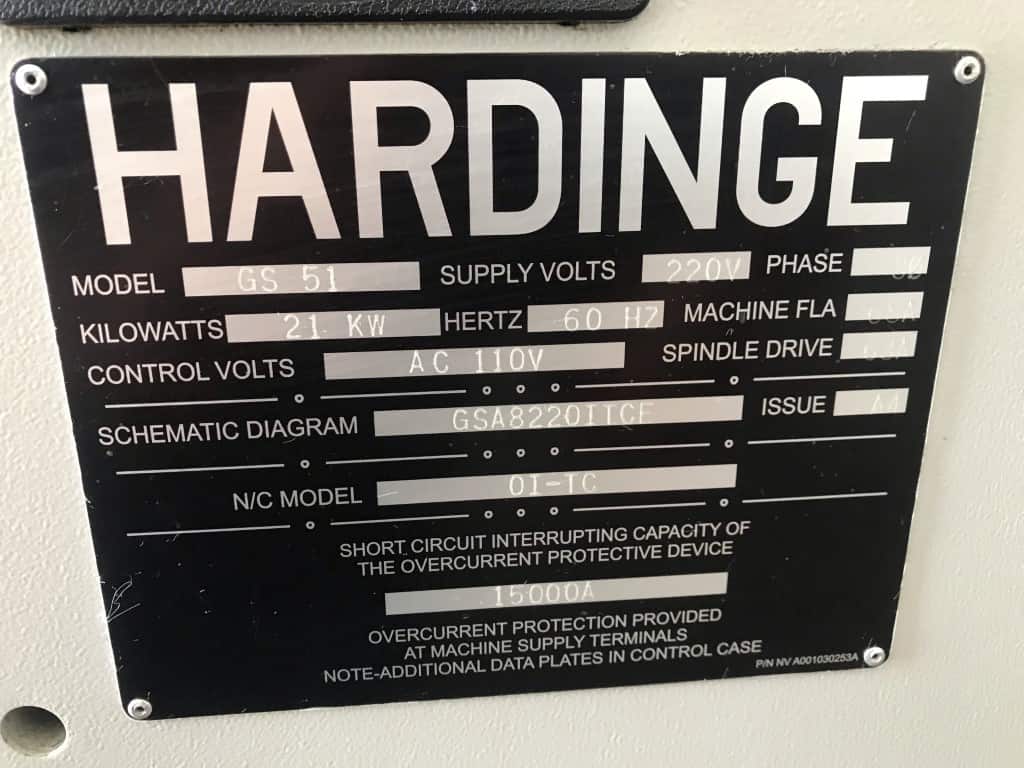 HARDINGE
MODEL GS 51 SUPPLY VOLTS 220V PHASE
KILOWATTS 21 KW HERTZ 60 HZ MACHINE FLA
CONTROL VOLTS AC 110V SPINDLE DRIVE
SCHEMATIC DIAGRAM GSA8220ITCF ISSUE
N/C MODEL OI-TC
SHORT CIRCUIT INTERRUPTING CAPACITY OF
THE OVERCURRENT PROTECTIVE DEVICE
15000A
OVERCURRENT PROTECTION PROVIDED
AT MACHINE SUPPLY TERMINALS
NOTE-ADDITIONAL DATA PLATES IN CONTROL CASE
P/N NV A001030253A